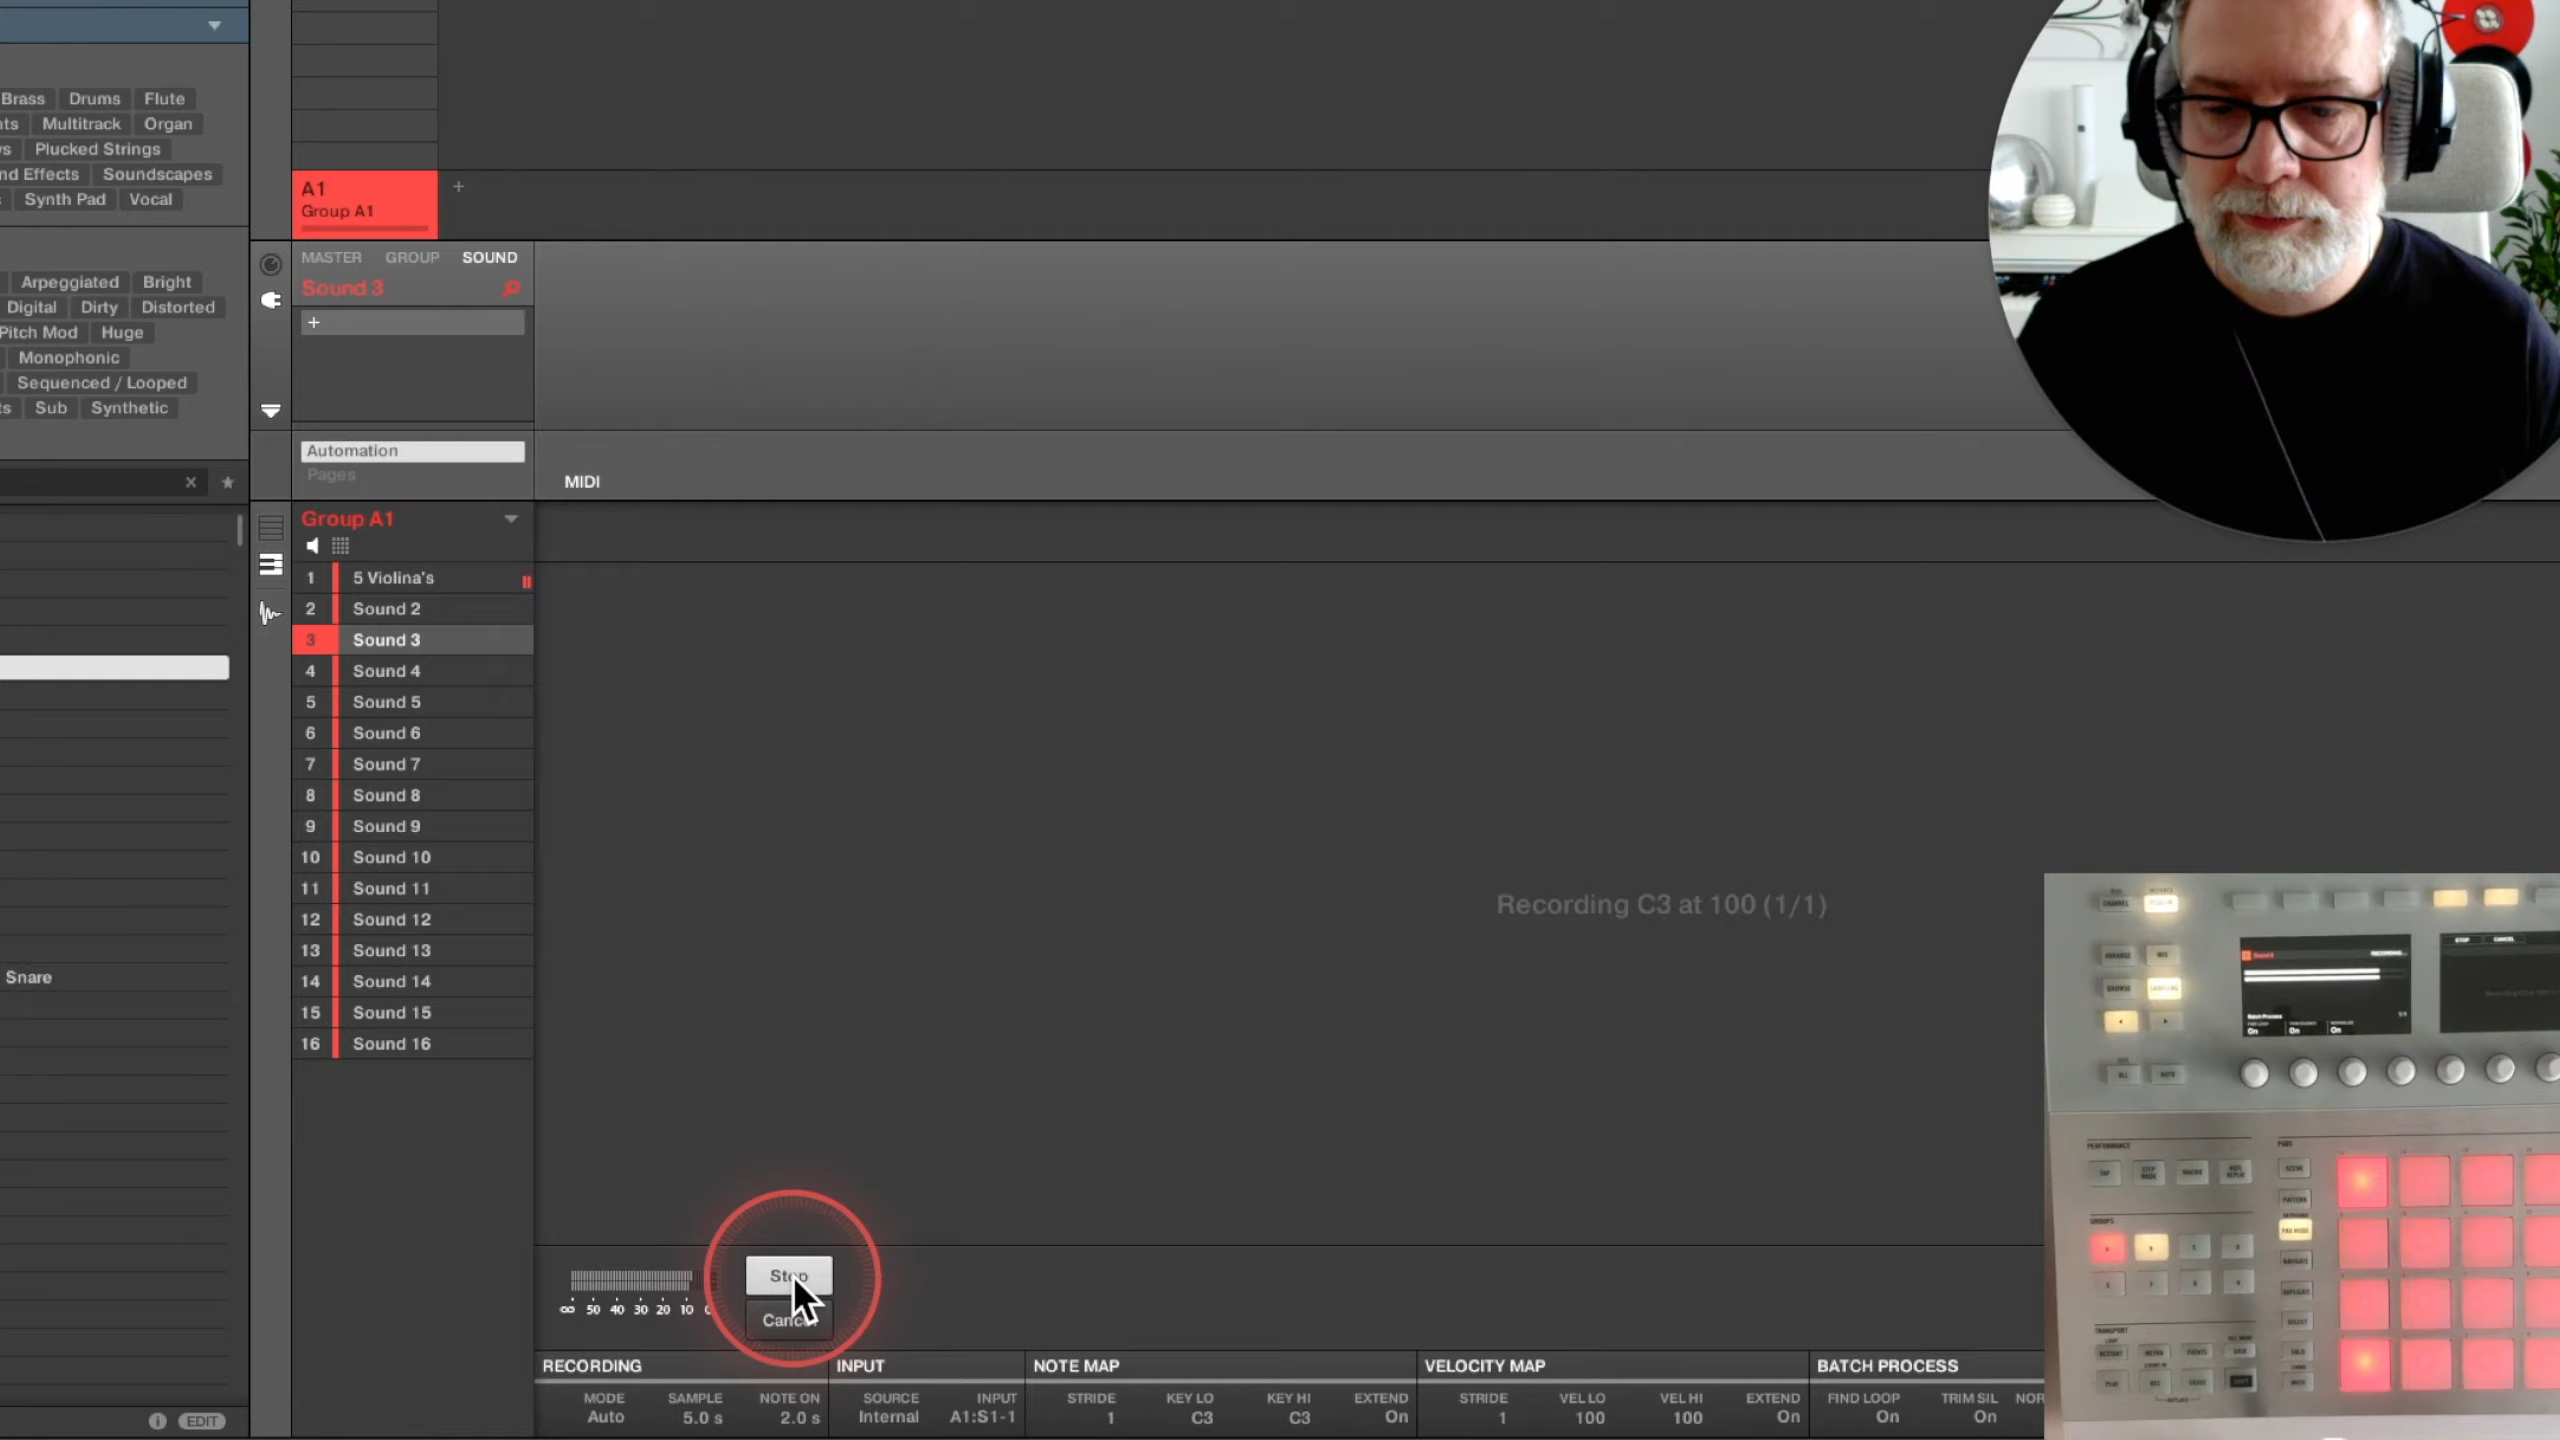 Brass Drums Flute
Multitrack Organ
Plucked Strings
Effects Soundscapes
Synth Pad Vocal
Arpeggiated Bright
Digital Dirty Distorted
Pitch Mod Huge
Monophonic
Sequenced / Looped
Sub Synthetic
Snare
EDIT
A1
Group A1
+
MASTER GROUP SOUND
Sound 3
+
Automation
Pages
MIDI
Group A1
1 5 Violina's
2 Sound 2
3 Sound 3
4 Sound 4
5 Sound 5
6 Sound 6
7 Sound 7
8 Sound 8
9 Sound 9
10 Sound 10
11 Sound 11
12 Sound 12
13 Sound 13
14 Sound 14
15 Sound 15
16 Sound 16
Recording C3 at 100 (1/1)
Stop
Cancel
∞ 50 40 30 20 10 0
RECORDING INPUT NOTE MAP VELOCITY MAP BATCH PROCESS
MODE SAMPLE NOTE ON SOURCE INPUT STRIDE KEY LO KEY HI EXTEND STRIDE VEL LO VEL HI EXTEND FIND LOOP TRIM SIL NOR
Auto 5.0 s 2.0 s Internal A1:S1-1 1 C3 C3 On 1 100 100 On On On